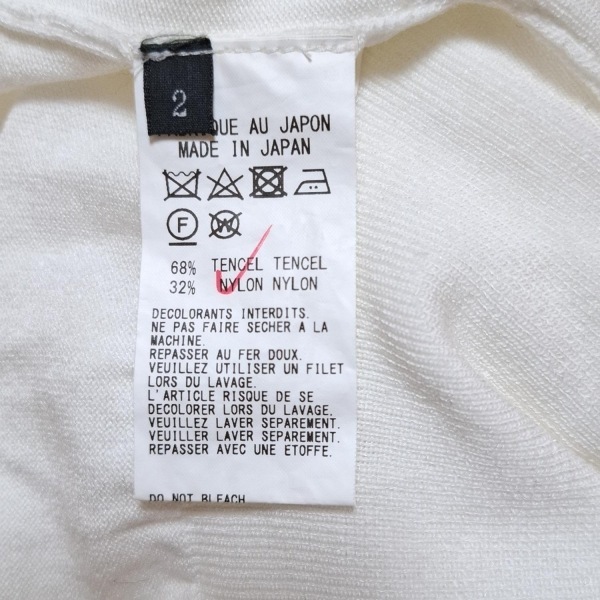 2
FABRIQUE AU JAPON
MADE IN JAPAN
F
W
68% TENCEL TENCEL
32% NYLON NYLON
DECOLORANTS INTERDITS.
NE PAS FAIRE SECHER A LA
MACHINE.
REPASSER AU FER DOUX.
VEUILLEZ UTILISER UN FILET
LORS DU LAVAGE.
L'ARTICLE RISQUE DE SE
DECOLORER LORS DU LAVAGE.
VEUILLEZ LAVER SEPAREMENT.
VEUILLER LAVER SEPAREMENT.
REPASSER AVEC UNE ETOFFE.
DO NOT BLEACH